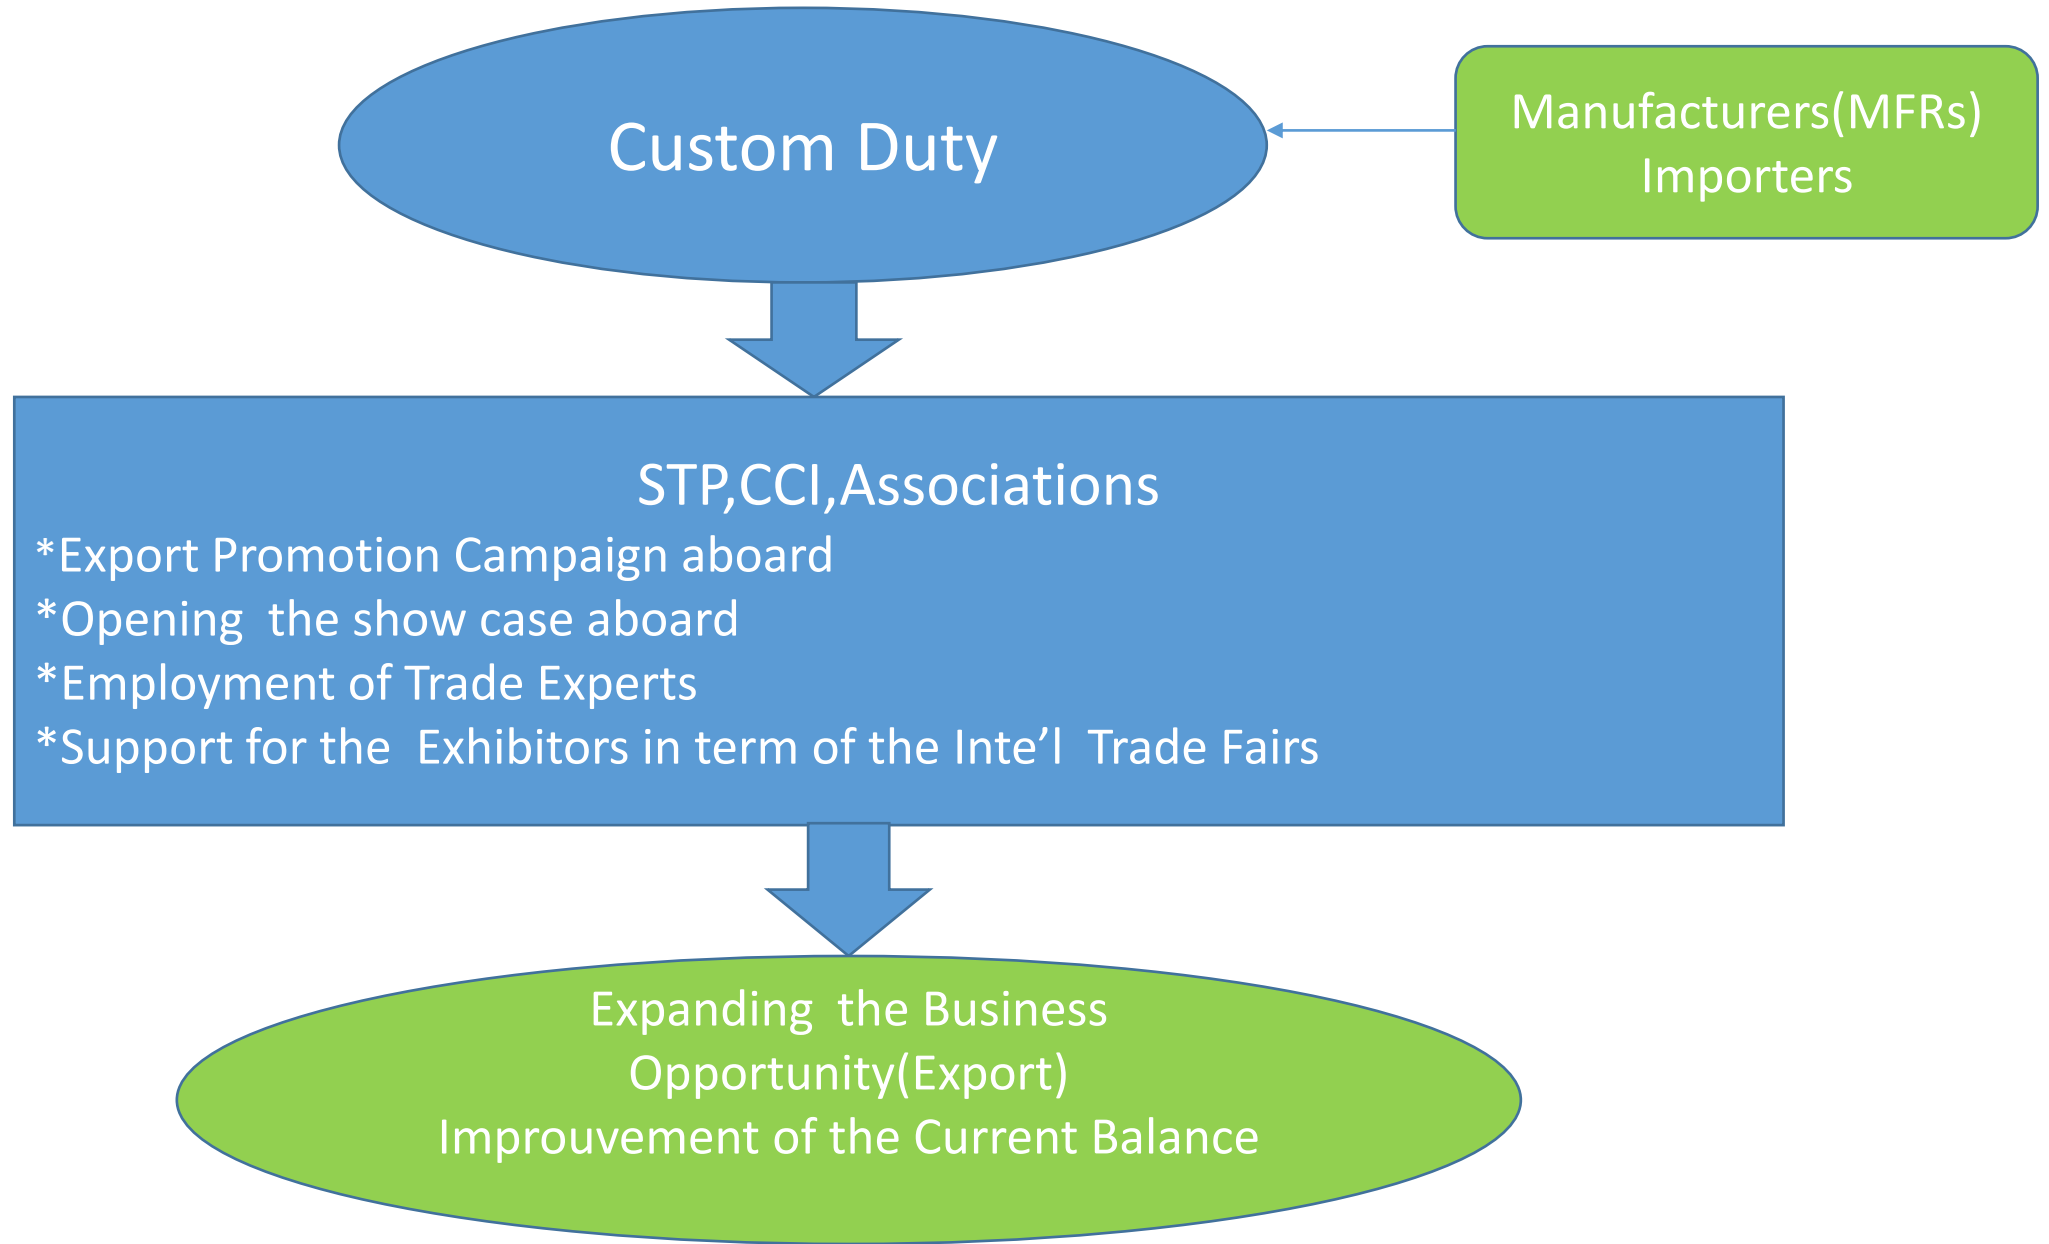 Custom Duty
Manufacturers(MFRs)
Importers
STP,CCI,Associations
*Export Promotion Campaign aboard
*Opening  the show case aboard
*Employment of Trade Experts
*Support for the  Exhibitors in term of the Inte’l  Trade Fairs
Expanding  the Business
Opportunity(Export)
Improuvement of the Current Balance